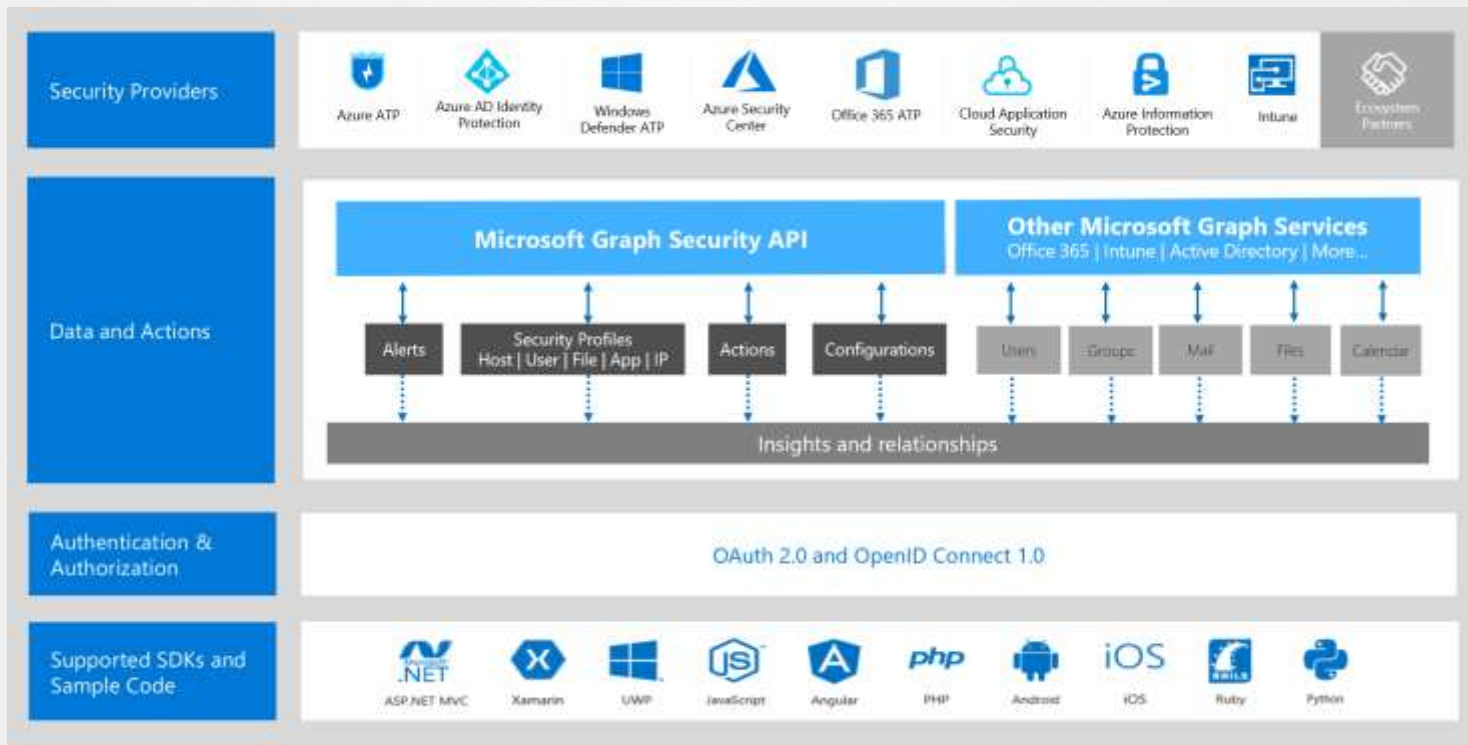 Security Providers
Azure ATP
Azure AD Identity
Protection
Windows
Defender ATP
Azure Security
Center
Office 365 ATP
Cloud Application
Security
Azure Information
Protection
Intune
Ecosystem
Partners
Data and Actions
Microsoft Graph Security API
Other Microsoft Graph Services
Office 365 | Intune | Active Directory | More...
Alerts
Security Profiles
Host | User | File | App | IP
Actions
Configurations
Users
Groups
Mail
Files
Calendar
Insights and relationships
Authentication &
Authorization
OAuth 2.0 and OpenID Connect 1.0
Supported SDKs and
Sample Code
Microsoft
.NET
ASP.NET MVC
Xamarin
UWP
JS
JavaScript
Angular
php
PHP
Android
iOS
iOS
RAILS
Ruby
Python